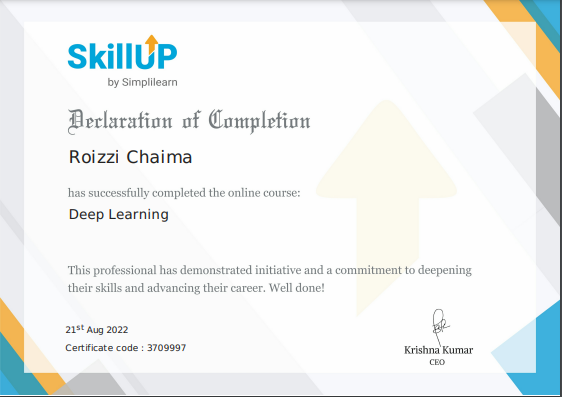 SkillUP
by Simplilearn
Declaration of Completion
Roizzi Chaima
has successfully completed the online course:
Deep Learning
This professional has demonstrated initiative and a commitment to deepening
their skills and advancing their career. Well done!
21st Aug 2022
Certificate code : 3709997
Krishna Kumar
CEO